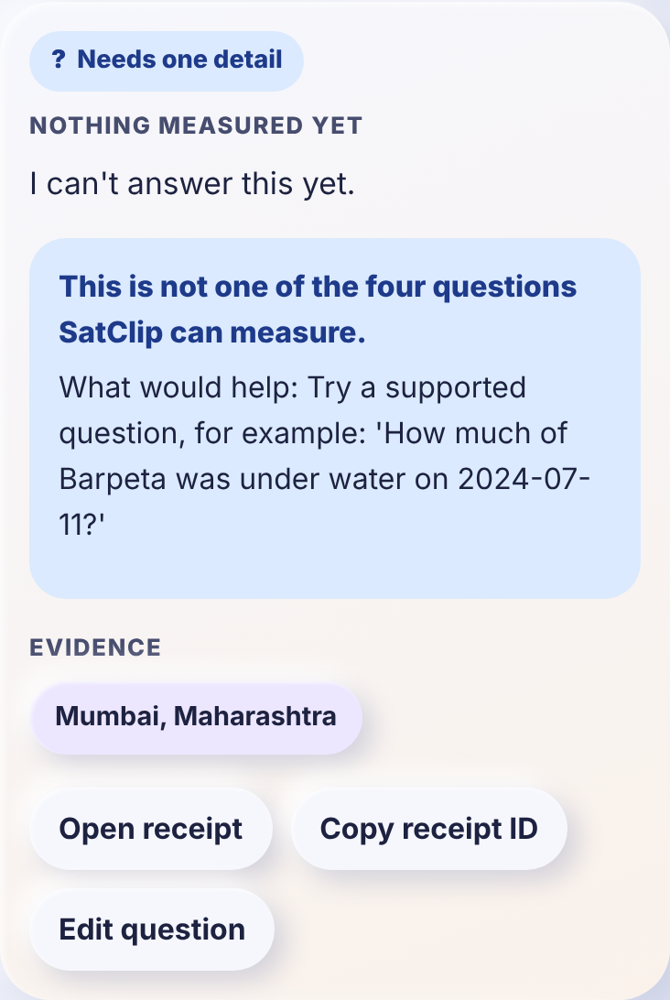 ? Needs one detail
NOTHING MEASURED YET
I can't answer this yet.
This is not one of the four questions
SatClip can measure.
What would help: Try a supported
question, for example: 'How much of
Barpeta was under water on 2024-07-
11?'
EVIDENCE
Mumbai, Maharashtra
Open receipt
Copy receipt ID
Edit question